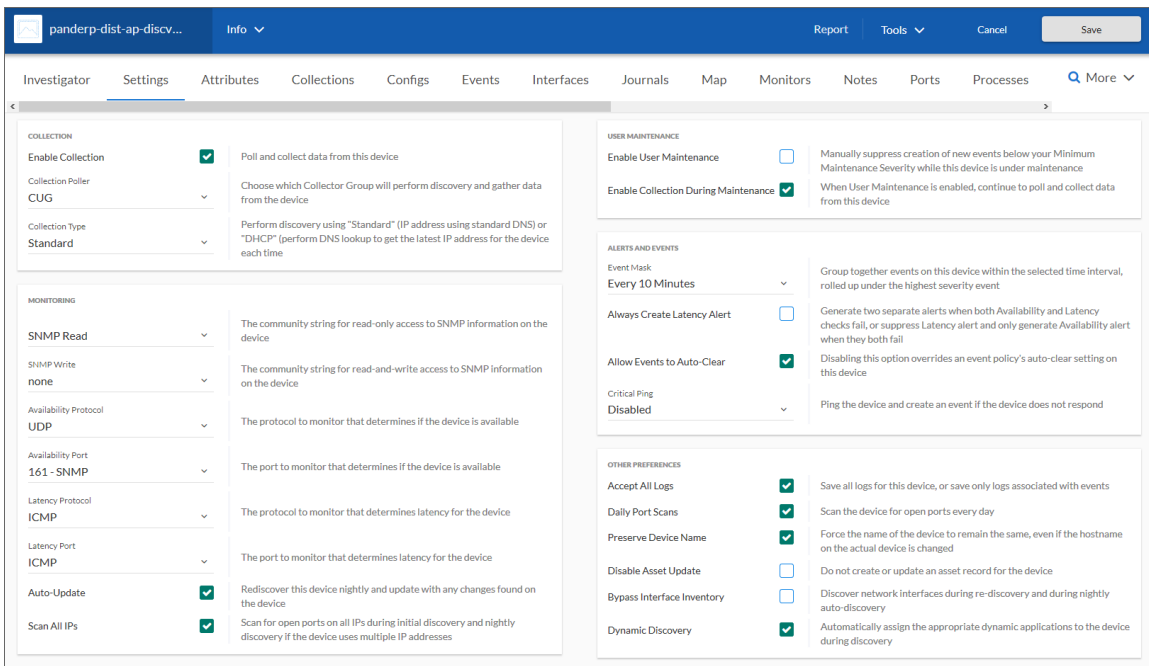 panderp-dist-ap-discv... Info Report Tools Cancel Save
Investigator Settings Attributes Collections Configs Events Interfaces Journals Map Monitors Notes Ports Processes More
COLLECTION
Enable Collection
Poll and collect data from this device
Collection Poller
CUG
Choose which Collector Group will perform discovery and gather data
from the device
Collection Type
Standard
Perform discovery using "Standard" (IP address using standard DNS) or
"DHCP" (perform DNS lookup to get the latest IP address for the device
each time
MONITORING
SNMP Read
The community string for read-only access to SNMP information on the
device
SNMP Write
none
The community string for read-and-write access to SNMP information
on the device
Availability Protocol
UDP
The protocol to monitor that determines if the device is available
Availability Port
161 - SNMP
The port to monitor that determines if the device is available
Latency Protocol
ICMP
The protocol to monitor that determines latency for the device
Latency Port
ICMP
The port to monitor that determines latency for the device
Auto-Update
Rediscover this device nightly and update with any changes found on
the device
Scan All IPs
Scan for open ports on all IPs during initial discovery and nightly
discovery if the device uses multiple IP addresses
USER MAINTENANCE
Enable User Maintenance
Manually suppress creation of new events below your Minimum
Maintenance Severity while this device is under maintenance
Enable Collection During Maintenance
When User Maintenance is enabled, continue to poll and collect data
from this device
ALERTS AND EVENTS
Event Mask
Every 10 Minutes
Group together events on this device within the selected time interval,
rolled up under the highest severity event
Always Create Latency Alert
Generate two separate alerts when both Availability and Latency
checks fail, or suppress Latency alert and only generate Availability alert
when they both fail
Allow Events to Auto-Clear
Disabling this option overrides an event policy's auto-clear setting on
this device
Critical Ping
Disabled
Ping the device and create an event if the device does not respond
OTHER PREFERENCES
Accept All Logs
Save all logs for this device, or save only logs associated with events
Daily Port Scans
Scan the device for open ports every day
Preserve Device Name
Force the name of the device to remain the same, even if the hostname
on the actual device is changed
Disable Asset Update
Do not create or update an asset record for the device
Bypass Interface Inventory
Discover network interfaces during re-discovery and during nightly
auto-discovery
Dynamic Discovery
Automatically assign the appropriate dynamic applications to the device
during discovery